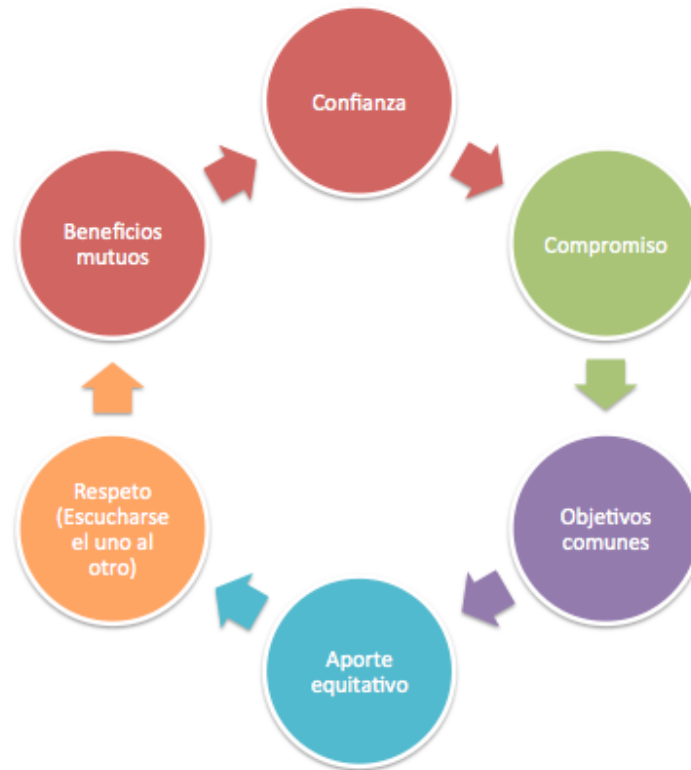 Confianza
Compromiso
Objetivos
comunes
Aporte
equitativo
Respeto
(Escucharse
el uno al
otro)
Beneficios
mutuos